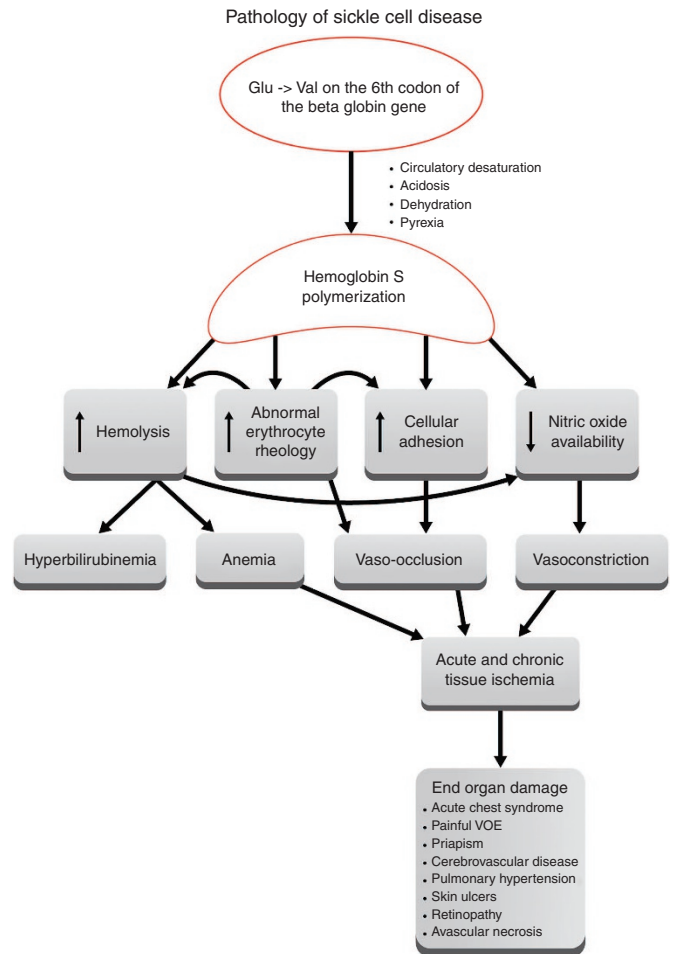 Pathology of sickle cell disease
Glu -> Val on the 6th codon of
the beta globin gene
• Circulatory desaturation
• Acidosis
• Dehydration
• Pyrexia
Hemoglobin S
polymerization
Hemolysis
Abnormal
erythrocyte
rheology
Cellular
adhesion
Nitric oxide
availability
Hyperbilirubinemia
Anemia
Vaso-occlusion
Vasoconstriction
Acute and chronic
tissue ischemia
End organ damage
• Acute chest syndrome
• Painful VOE
• Priapism
• Cerebrovascular disease
• Pulmonary hypertension
• Skin ulcers
• Retinopathy
• Avascular necrosis